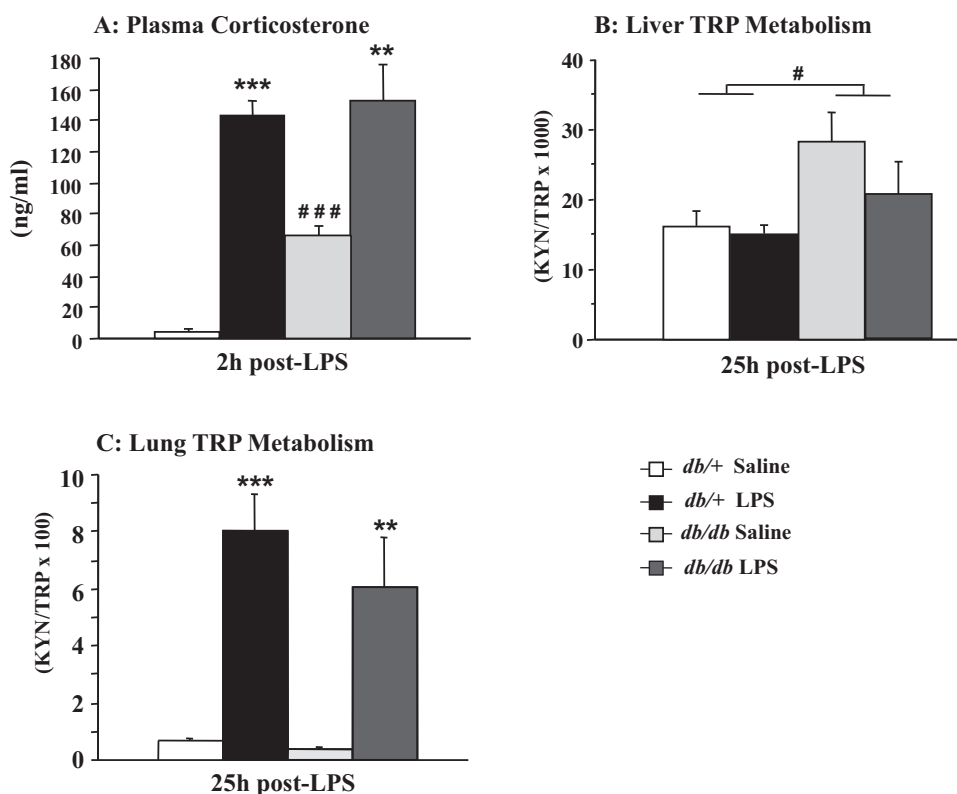 A: Plasma Corticosterone
180
160
140
160
180
80
60
40
20
0
(ng/ml)
***
###
**
2h post-LPS
B: Liver TRP Metabolism
40
30
20
10
0
(KYN/TRP x 1000)
#
25h post-LPS
C: Lung TRP Metabolism
10
8
6
4
2
0
(KYN/TRP x 100)
***
**
25h post-LPS
db/+ Saline
db/+ LPS
db/db Saline
db/db LPS